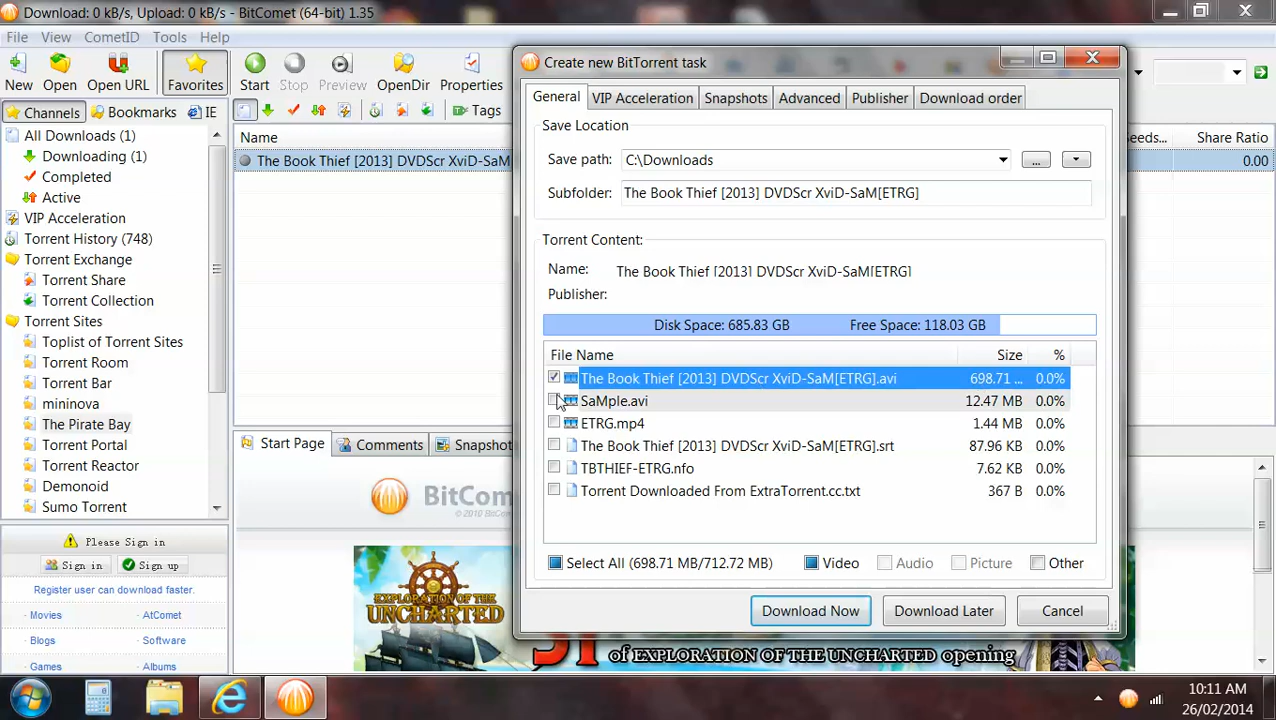 Download: 0 kB/s, Upload: 0 kB/s - BitComet (64-bit) 1.35
File View CometID Tools Help
New Open Open URL Favorites Start Stop Preview OpenDir Properties
Channels Bookmarks IE
Tags
All Downloads (1)
Downloading (1)
Completed
Active
VIP Acceleration
Torrent History (748)
Torrent Exchange
Torrent Share
Torrent Collection
Torrent Sites
Toplist of Torrent Sites
Torrent Room
Torrent Bar
mininova
The Pirate Bay
Torrent Portal
Torrent Reactor
Demonoid
Sumo Torrent
Please Sign in
Sign in Sign up
Register user can download faster.
· Movies · AtComet
· Blogs · Software
· Games · Albums
Name
The Book Thief [2013] DVDScr XviD-SaM
Seeds... Share Ratio
0.00
Start Page Comments Snapshot
BitCom
© 2010 BitCome
EXPLORATION OF THE
UNCHARTED
of EXPLORATION OF THE UNCHARTED opening
Create new BitTorrent task
General VIP Acceleration Snapshots Advanced Publisher Download order
Save Location
Save path: C:\Downloads
...
Subfolder: The Book Thief [2013] DVDScr XviD-SaM[ETRG]
Torrent Content:
Name: The Book Thief [2013] DVDScr XviD-SaM[ETRG]
Publisher:
Disk Space: 685.83 GB Free Space: 118.03 GB
File Name Size %
The Book Thief [2013] DVDScr XviD-SaM[ETRG].avi 698.71 ... 0.0%
SaMple.avi 12.47 MB 0.0%
ETRG.mp4 1.44 MB 0.0%
The Book Thief [2013] DVDScr XviD-SaM[ETRG].srt 87.96 KB 0.0%
TBTHIEF-ETRG.nfo 7.62 KB 0.0%
Torrent Downloaded From ExtraTorrent.cc.txt 367 B 0.0%
Select All (698.71 MB/712.72 MB) Video Audio Picture Other
Download Now Download Later Cancel
10:11 AM
26/02/2014